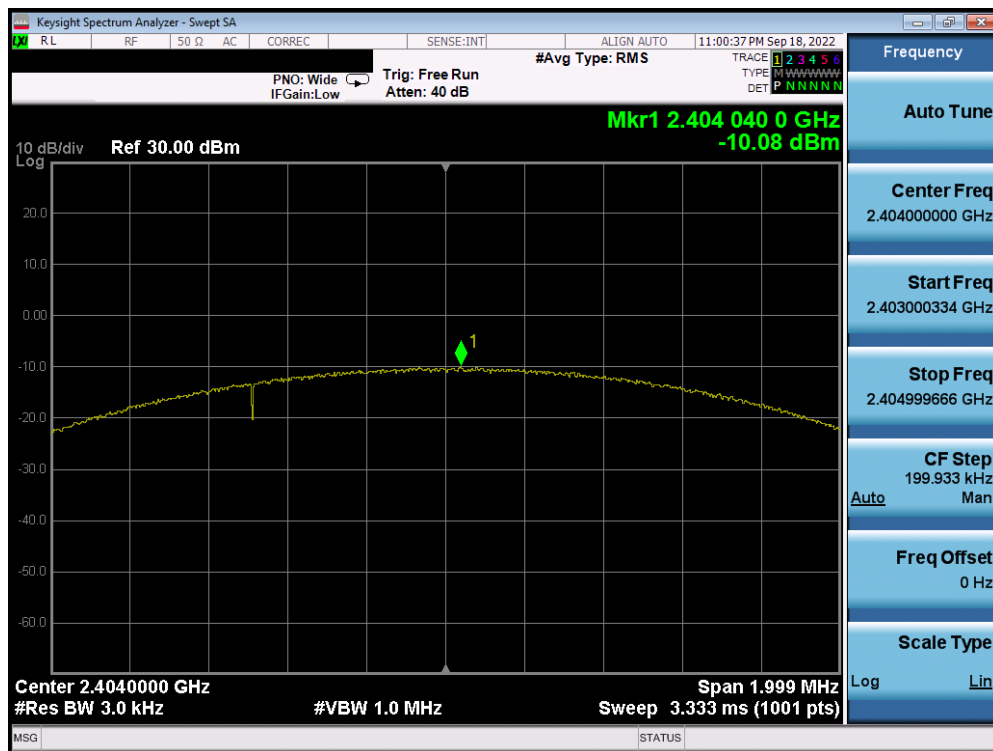 Keysight Spectrum Analyzer - Swept SA
LXI RL RF 50 Ω AC CORREC SENSE:INT ALIGN AUTO 11:00:37 PM Sep 18, 2022
Frequency
#Avg Type: RMS TRACE 1 2 3 4 5 6
PNO: Wide Trig: Free Run TYPE M WWWWW
IFGain:Low Atten: 40 dB DET P N N N N N
Auto Tune
Mkr1 2.404 040 0 GHz
-10.08 dBm
10 dB/div Ref 30.00 dBm
Log
20.0
10.0
0.00
-10.0
-20.0
-30.0
-40.0
-50.0
-60.0
1
Center Freq
2.404000000 GHz
Start Freq
2.403000334 GHz
Stop Freq
2.404999666 GHz
CF Step
199.933 kHz
Auto Man
Freq Offset
0 Hz
Scale Type
Log Lin
Center 2.4040000 GHz Span 1.999 MHz
#Res BW 3.0 kHz #VBW 1.0 MHz Sweep 3.333 ms (1001 pts)
MSG STATUS